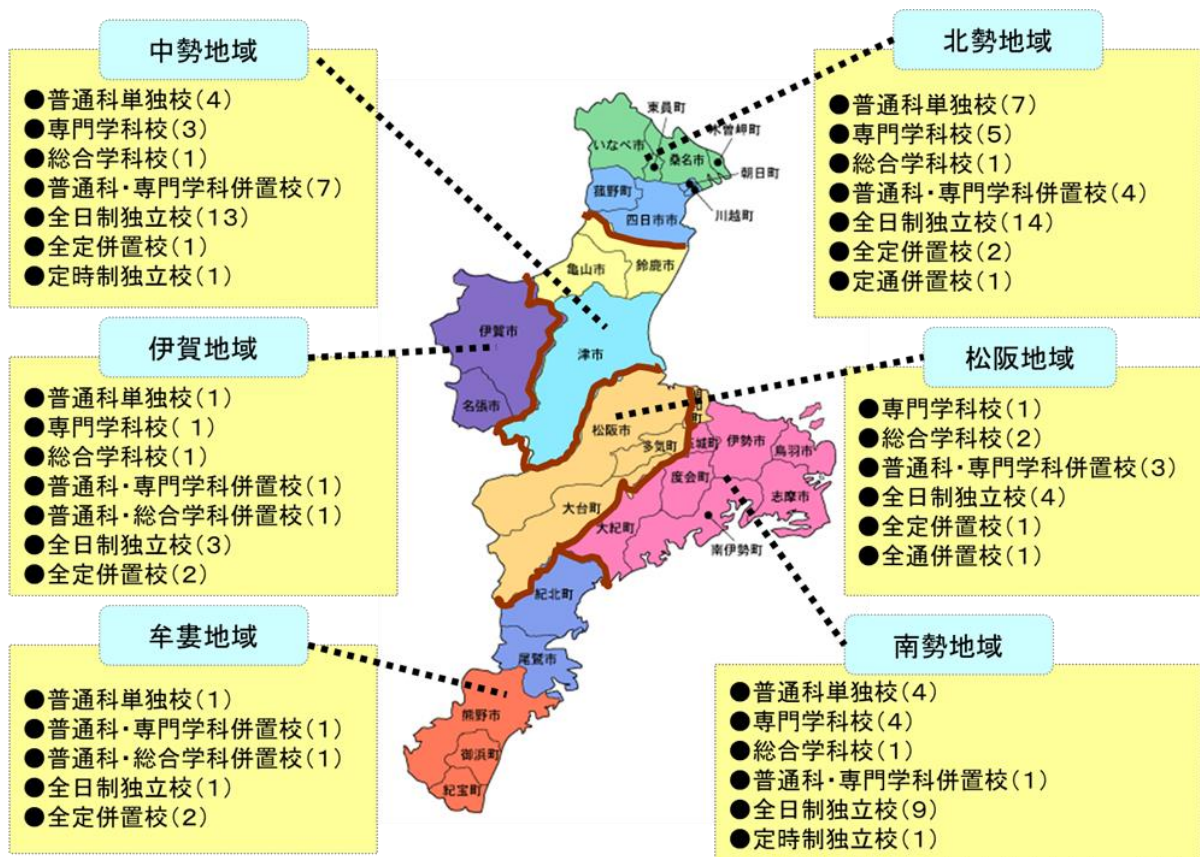 中勢地域
●普通科単独校(4)
●専門学科校(3)
●総合学科校(1)
●普通科・専門学科併置校(7)
●全日制独立校(13)
●全定併置校(1)
●定時制独立校(1)
北勢地域
●普通科単独校(7)
●専門学科校(5)
●総合学科校(1)
●普通科・専門学科併置校(4)
●全日制独立校(14)
●全定併置校(2)
●定通併置校(1)
伊賀地域
●普通科単独校(1)
●専門学科校( 1)
●総合学科校(1)
●普通科・専門学科併置校(1)
●普通科・総合学科併置校(1)
●全日制独立校(3)
●全定併置校(2)
松阪地域
●専門学科校(1)
●総合学科校(2)
●普通科・専門学科併置校(3)
●全日制独立校(4)
●全定併置校(1)
●全通併置校(1)
牟婁地域
●普通科単独校(1)
●普通科・専門学科併置校(1)
●普通科・総合学科併置校(1)
●全日制独立校(1)
●全定併置校(2)
南勢地域
●普通科単独校(4)
●専門学科校(4)
●総合学科校(1)
●普通科・専門学科併置校(1)
●全日制独立校(9)
●定時制独立校(1)
東員町
木曽岬町
いなべ市
桑名市
朝日町
菰野町
川越町
四日市市
亀山市
鈴鹿市
伊賀市
津市
名張市
松阪市
多気町
玉城町
伊勢市
鳥羽市
度会町
志摩市
大台町
大紀町
南伊勢町
紀北町
尾鷲市
熊野市
御浜町
紀宝町